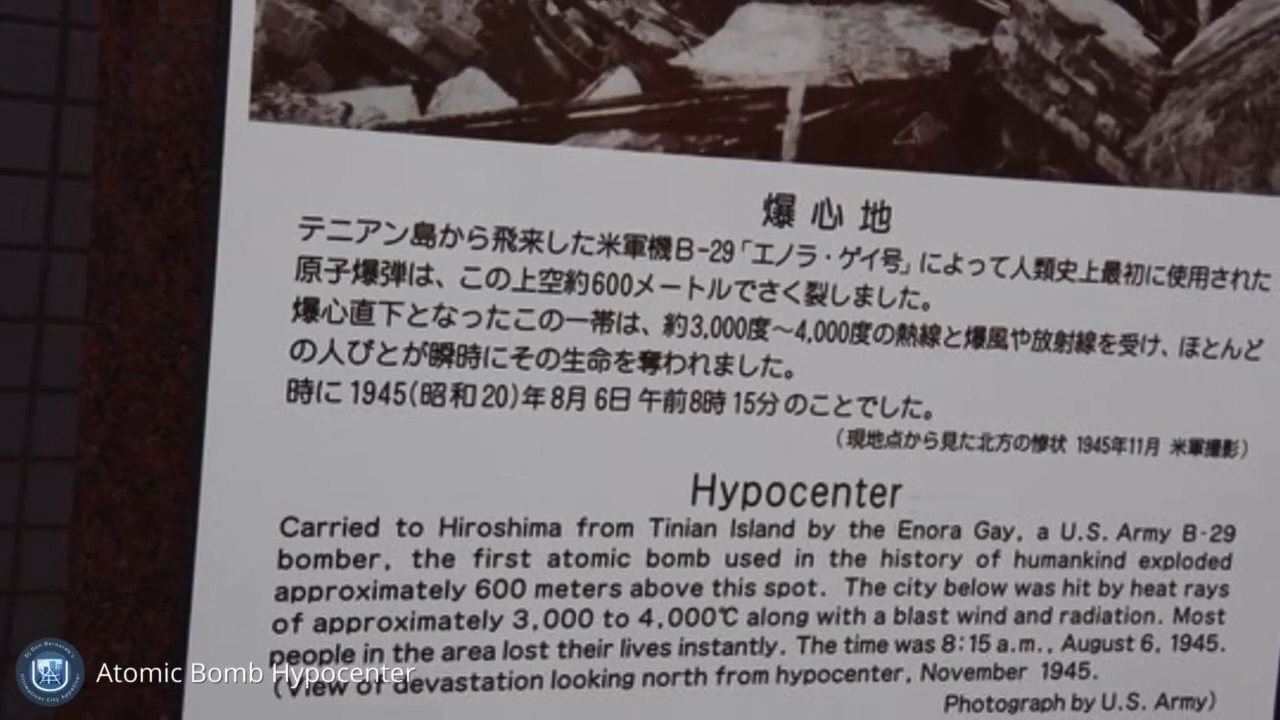 爆心地
テニアン島から飛来した米軍機B-29「エノラ・ゲイ号」によって人類史上最初に使用された
原子爆弾は、この上空約600メートルでさく裂しました。
爆心直下となったこの一帯は、約3,000度～4,000度の熱線と爆風や放射線を受け、ほとんど
の人びとが瞬時にその生命を奪われました。
時に1945(昭和20)年8月6日午前8時15分のことでした。
(現地点から見た北方の惨状 1945年11月 米軍撮影)
Hypocenter
Carried to Hiroshima from Tinian Island by the Enora Gay, a U.S. Army B-29
bomber, the first atomic bomb used in the history of humankind exploded
approximately 600 meters above this spot. The city below was hit by heat rays
of approximately 3,000 to 4,000℃ along with a blast wind and radiation. Most
people in the area lost their lives instantly. The time was 8:15 a.m., August 6, 1945.
(View of devastation looking north from hypocenter, November 1945.
Photograph by U.S. Army)
Atomic Bomb Hypocenter